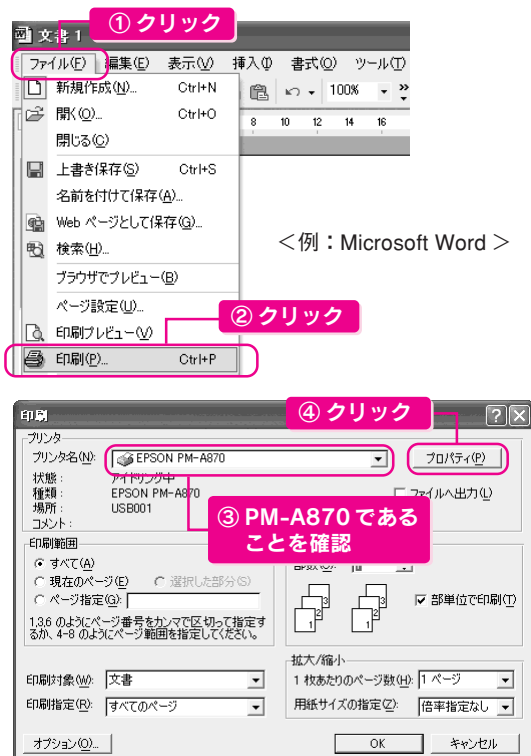 ① クリック
文書 1
ファイル(F) 編集(E) 表示(V) 挿入(I) 書式(O) ツール(T)
新規作成(N)... Ctrl+N
100%
開く(O)... Ctrl+O
8 10 12 14 16
閉じる(C)
上書き保存(S) Ctrl+S
名前を付けて保存(A)...
Web ページとして保存(G)...
検索(H)...
＜例：Microsoft Word ＞
ブラウザでプレビュー(B)
ページ設定(U)...
② クリック
印刷プレビュー(V)
印刷(P)... Ctrl+P
印刷
④ クリック
プリンタ
プリンタ名(N): EPSON PM-A870 プロパティ(P)
状態： アイドリング中
種類： EPSON PM-A870 ファイルへ出力(L)
場所： USB001
コメント：
③ PM-A870 である
ことを確認
印刷範囲
すべて(A)
現在のページ(E) 選択した部分(S)
ページ指定(G):
部単位で印刷(T)
1,3,6 のようにページ番号をカンマで区切って指定す
るか、4-8 のようにページ範囲を指定してください。
拡大/縮小
印刷対象(W): 文書
1 枚あたりのページ数(H): 1 ページ
印刷指定(R): すべてのページ
用紙サイズの指定(Z): 倍率指定なし
オプション(O)... OK キャンセル